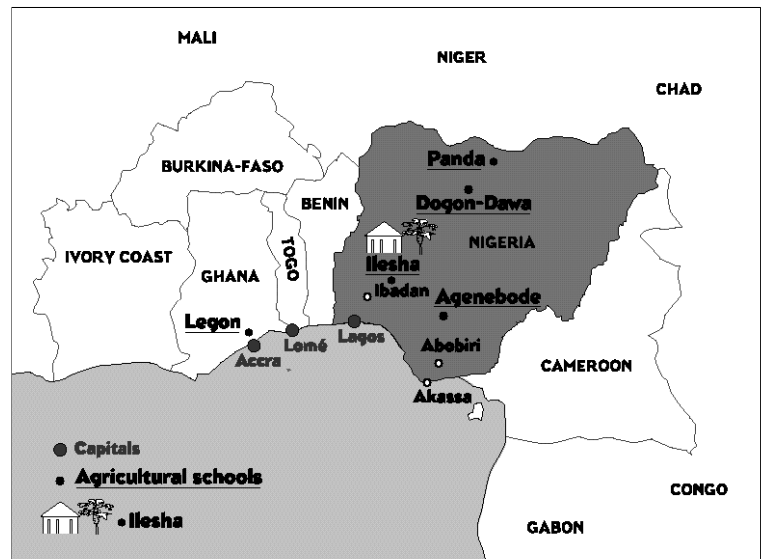 MALI
NIGER
CHAD
BURKINA-FASO
Panda
BENIN
Dogon-Dawa
IVORY COAST
TOGO
NIGERIA
GHANA
Ilesha
Ibadan
Agenebode
Legon
Lagos
Lomé
Accra
Abobiri
CAMEROON
Akassa
Capitals
Agricultural schools
Ilesha
CONGO
GABON